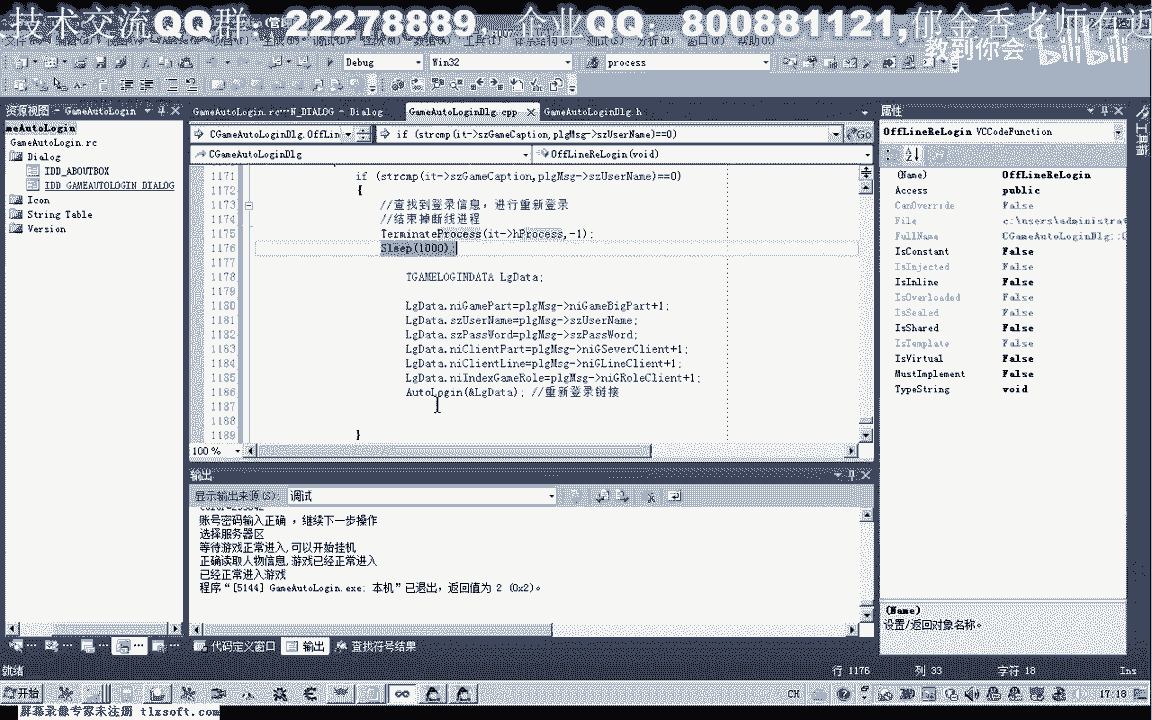 技术交流QQ群：22278889， 企业QQ： 800881121,郁金香老师在近
教到你会 bilibili
Debug Win32 process
资源视图 - GameAutoLogin
meAutoLogin
GameAutoLogin.rc
Dialog
IDD_ABOUTBOX
IDD_GAMEAUTOLOGIN_DIALOG
Icon
String Table
Version
GameAutoLogin.rc...N_DIALOG - Dialog GameAutoLoginDlg.cpp GameAutoLoginDlg.h
CGameAutoLoginDlg.OffLin if (strcmp(it->szGameCaption,plgMsg->szUserName)==0) Go
CGameAutoLoginDlg OffLineReLogin(void)
1171 if (strcmp(it->szGameCaption,plgMsg->szUserName)==0)
1172 {
1173 //查找到登录信息，进行重新登录
1174 //结束掉断线进程
1175 TerminateProcess(it->hProcess,-1);
1176 Sleep(1000);
1177
1178 TGAMELOGINDATA LgData;
1179
1180 LgData.niGamePart=plgMsg->niGameBigPart+1;
1181 LgData.szUserName=plgMsg->szUserName;
1182 LgData.szPassWord=plgMsg->szPassWord;
1183 LgData.niClientPart=plgMsg->niGSeverClient+1;
1184 LgData.niClientLine=plgMsg->niGLineClient+1;
1185 LgData.niIndexGameRole=plgMsg->niGRoleClient+1;
1186 AutoLogin(&LgData); //重新登录链接
1187
1188
1189 }
100 %
输出
显示输出来源(S): 调试
账号密码输入正确 ，继续下一步操作
选择服务器区
等待游戏正常进入,可以开始挂机
正确读取人物信息,游戏已经正常进入
已经正常进入游戏
程序“[5144] GameAutoLogin.exe: 本机”已退出，返回值为 2 (0x2)。
代码定义窗口 输出 查找符号结果
属性
OffLineReLogin VCCodeFunction
(Name) OffLineReLogin
Access public
CanOverride False
File c:\users\administrat
FullName CGameAutoLoginDlg::O
IsConstant False
IsInjected False
IsInline False
IsOverloaded False
IsSealed False
IsShared False
IsTemplate False
IsVirtual False
MustImplement False
TypeString void
(Name)
设置/返回对象名称。
工具箱
就绪 行 1176 列 33 字符 18 Ins
开始 CH 17:18
屏幕录像专家未注册 tlxsoft.com